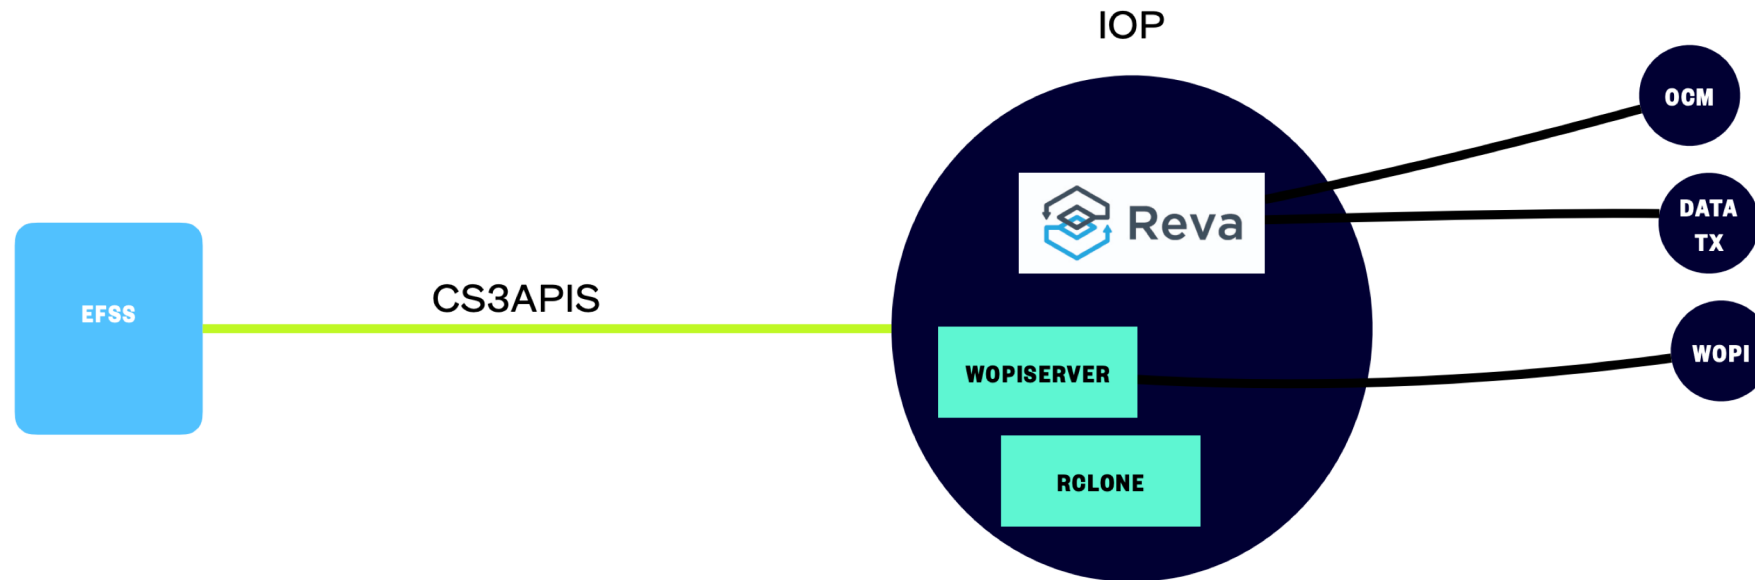 IOP
OCM
Reva
DATA
TX
EFSS
CS3APIS
WOPISERVER
WOPI
RCLONE